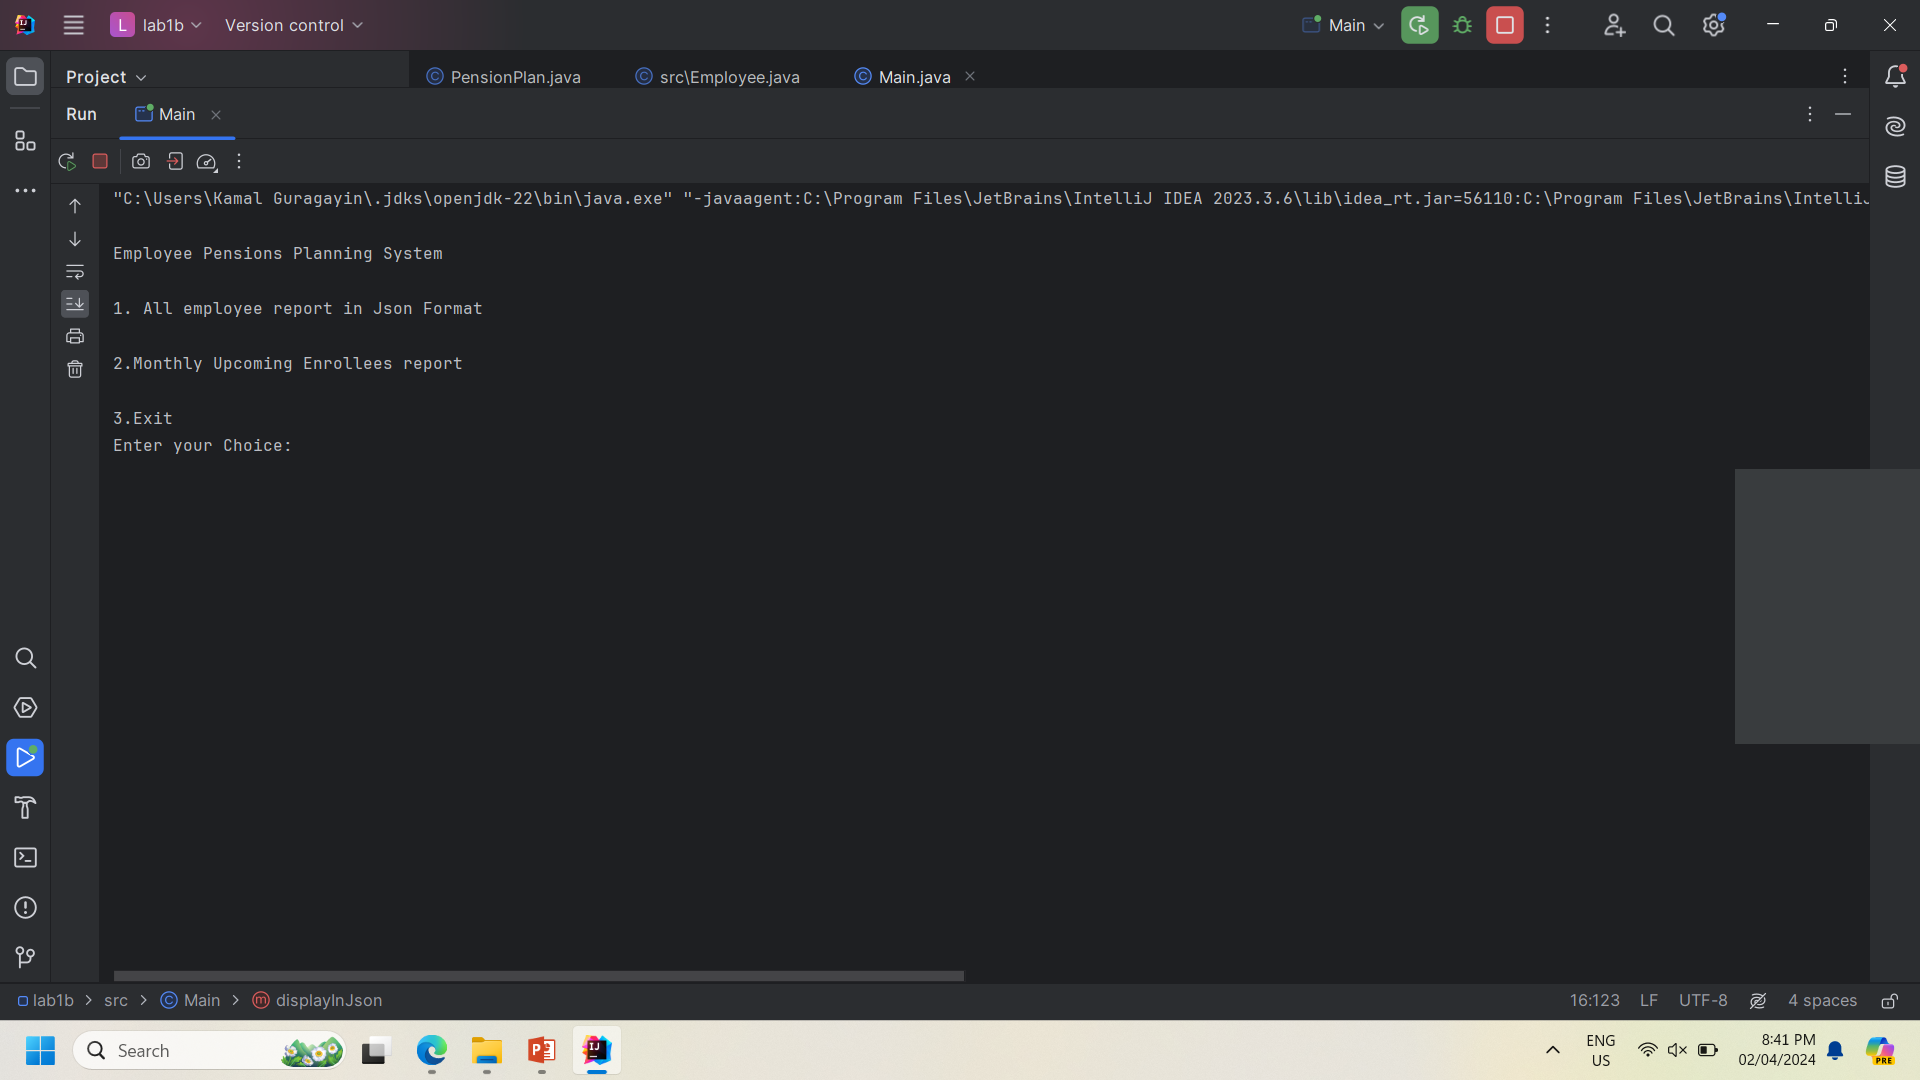 L lab1b Version control Main
Project PensionPlan.java src\Employee.java Main.java
Run Main
"C:\Users\Kamal Guragayin\.jdks\openjdk-22\bin\java.exe" "-javaagent:C:\Program Files\JetBrains\IntelliJ IDEA 2023.3.6\lib\idea_rt.jar=56110:C:\Program Files\JetBrains\IntelliJ
Employee Pensions Planning System
1. All employee report in Json Format
2.Monthly Upcoming Enrollees report
3.Exit
Enter your Choice:
lab1b > src > Main > displayInJson 16:123 LF UTF-8 4 spaces
Search ENG 8:41 PM
US 02/04/2024
PRE